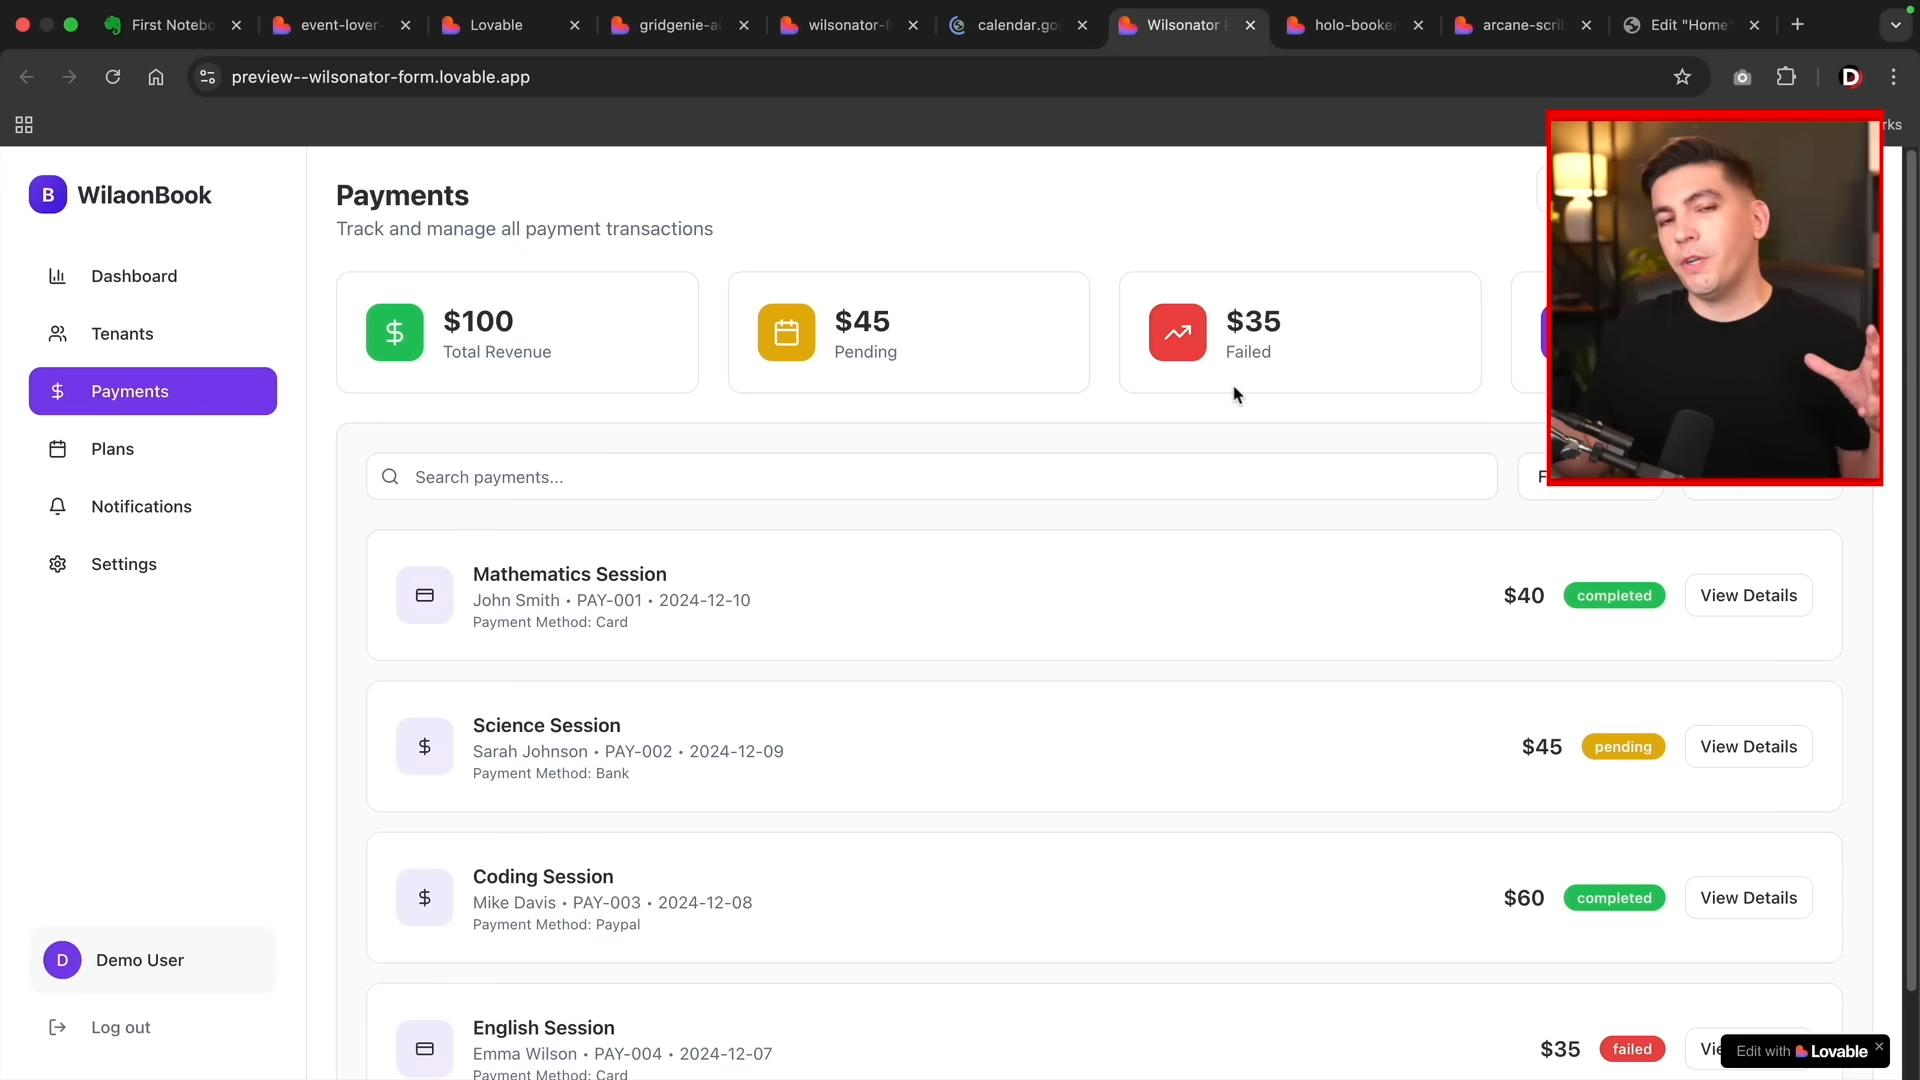 First Notebo
event-lover-
Lovable
gridgenie-ai
wilsonator-f
calendar.go
Wilsonator
holo-booke
arcane-scri
Edit "Home"
preview--wilsonator-form.lovable.app
D
rks
B WilaonBook
Dashboard
Tenants
Payments
Plans
Notifications
Settings
D Demo User
Log out
Payments
Track and manage all payment transactions
$100
Total Revenue
$45
Pending
$35
Failed
Search payments...
F
Mathematics Session
John Smith • PAY-001 • 2024-12-10
Payment Method: Card
$40 completed View Details
Science Session
Sarah Johnson • PAY-002 • 2024-12-09
Payment Method: Bank
$45 pending View Details
Coding Session
Mike Davis • PAY-003 • 2024-12-08
Payment Method: Paypal
$60 completed View Details
English Session
Emma Wilson • PAY-004 • 2024-12-07
Payment Method: Card
$35 failed Vie
Edit with Lovable